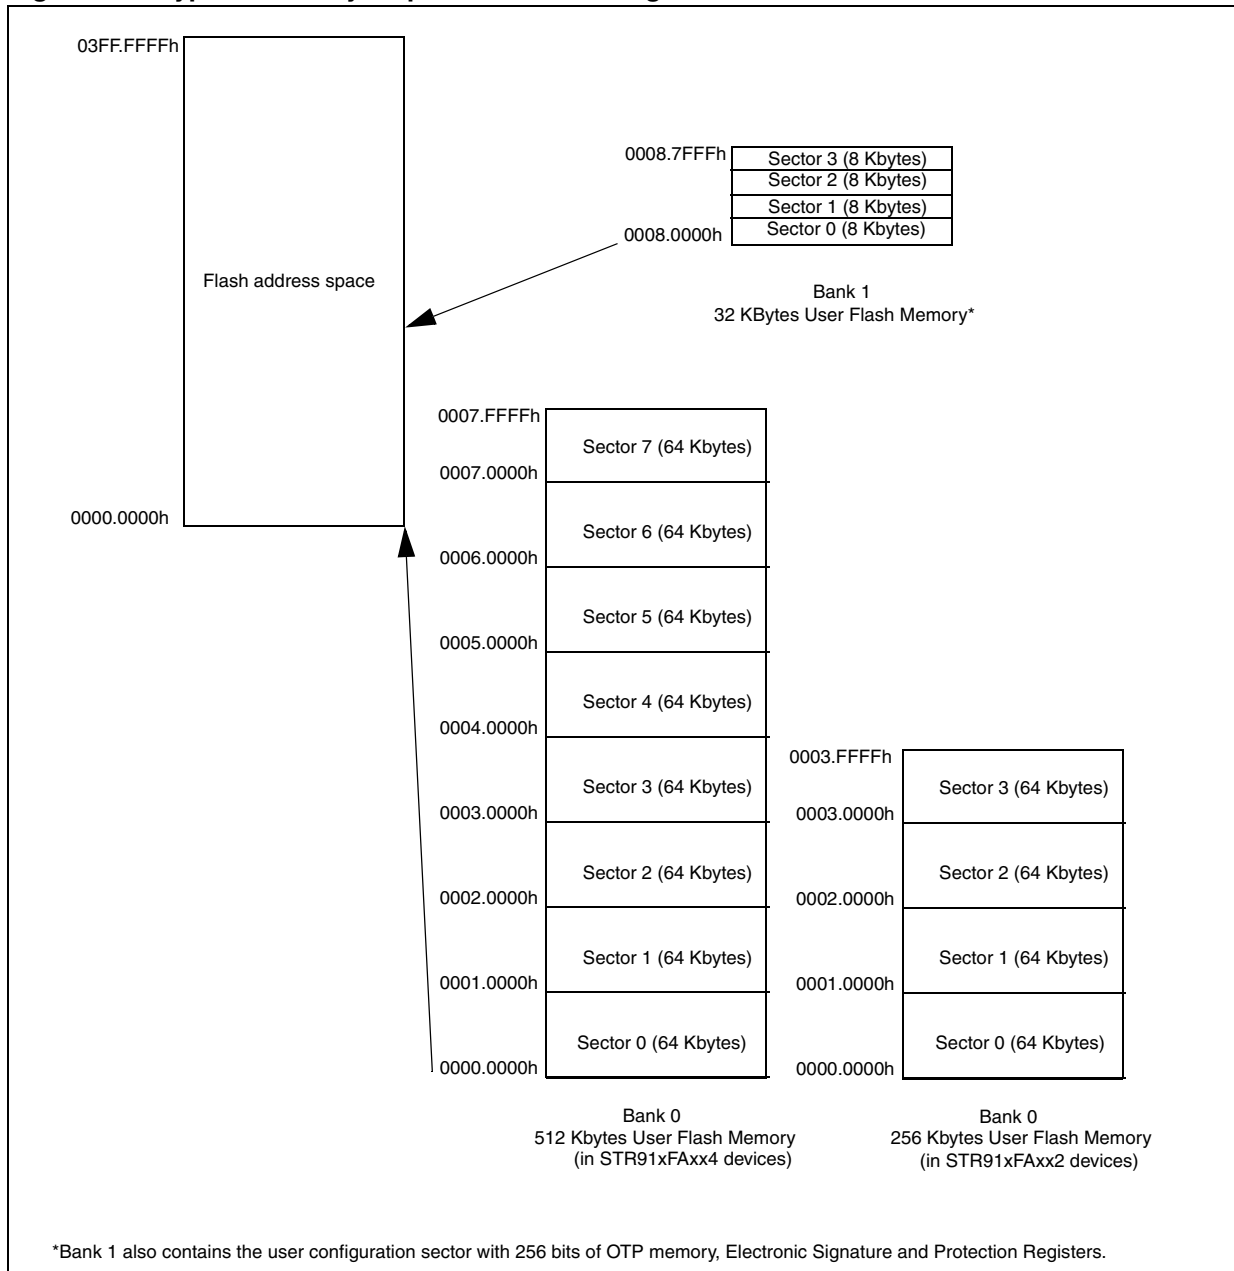 03FF.FFFFh
Flash address space
0000.0000h
0008.7FFFh
Sector 3 (8 Kbytes)
Sector 2 (8 Kbytes)
Sector 1 (8 Kbytes)
0008.0000h
Sector 0 (8 Kbytes)
Bank 1
32 KBytes User Flash Memory*
0007.FFFFh
Sector 7 (64 Kbytes)
0007.0000h
Sector 6 (64 Kbytes)
0006.0000h
Sector 5 (64 Kbytes)
0005.0000h
Sector 4 (64 Kbytes)
0004.0000h
Sector 3 (64 Kbytes)
0003.0000h
Sector 2 (64 Kbytes)
0002.0000h
Sector 1 (64 Kbytes)
0001.0000h
Sector 0 (64 Kbytes)
0000.0000h
Bank 0
512 Kbytes User Flash Memory
(in STR91xFAxx4 devices)
0003.FFFFh
Sector 3 (64 Kbytes)
0003.0000h
Sector 2 (64 Kbytes)
0002.0000h
Sector 1 (64 Kbytes)
0001.0000h
Sector 0 (64 Kbytes)
0000.0000h
Bank 0
256 Kbytes User Flash Memory
(in STR91xFAxx2 devices)
*Bank 1 also contains the user configuration sector with 256 bits of OTP memory, Electronic Signature and Protection Registers.